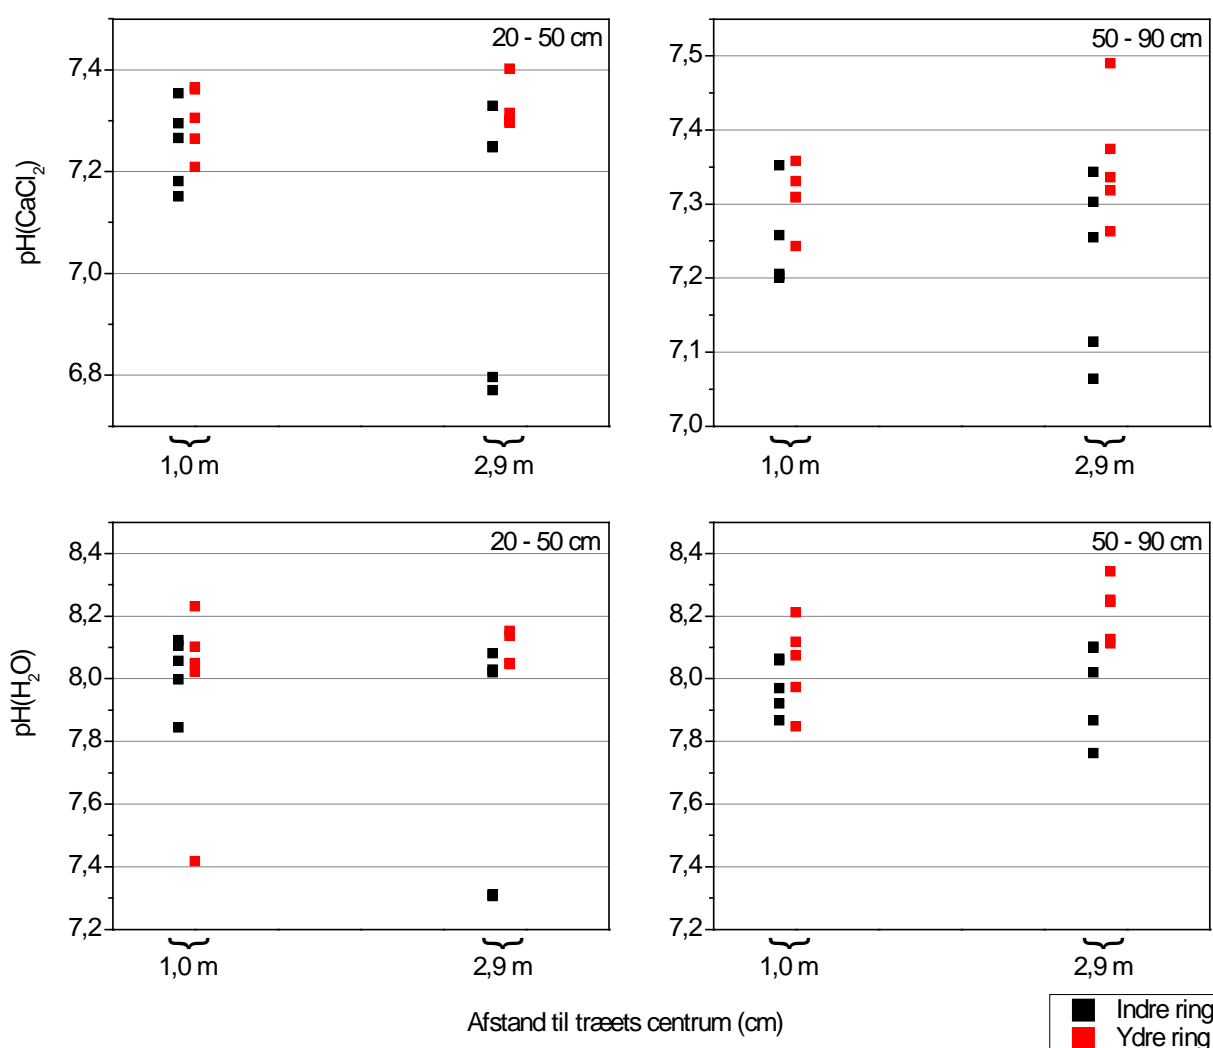 20 - 50 cm
7,4
7,2
7,0
6,8
pH(CaCl₂)
1,0 m
2,9 m
50 - 90 cm
7,5
7,4
7,3
7,2
7,1
7,0
1,0 m
2,9 m
20 - 50 cm
8,4
8,2
8,0
7,8
7,6
7,4
7,2
pH(H₂O)
1,0 m
2,9 m
50 - 90 cm
8,4
8,2
8,0
7,8
7,6
7,4
7,2
1,0 m
2,9 m
Afstand til træets centrum (cm)
Indre ring
Ydre ring